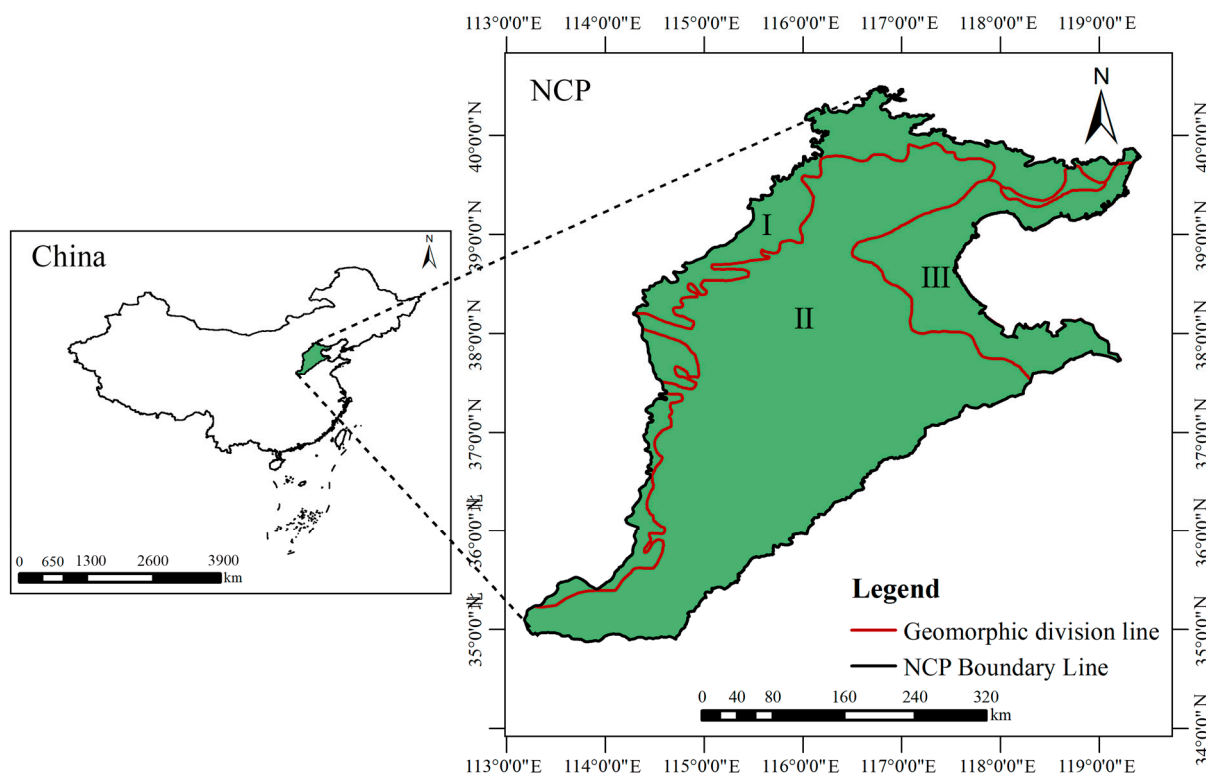 113°0'0"E 114°0'0"E 115°0'0"E 116°0'0"E 117°0'0"E 118°0'0"E 119°0'0"E
NCP
N
40°0'0"N
40°0'0"N
39°0'0"N
39°0'0"N
38°0'0"N
38°0'0"N
37°0'0"N
37°0'0"N
36°0'0"N
36°0'0"N
35°0'0"N
35°0'0"N
34°0'0"N
I
II
III
China
N
0 650 1300 2600 3900
km
Legend
Geomorphic division line
NCP Boundary Line
0 40 80 160 240 320
km
113°0'0"E 114°0'0"E 115°0'0"E 116°0'0"E 117°0'0"E 118°0'0"E 119°0'0"E